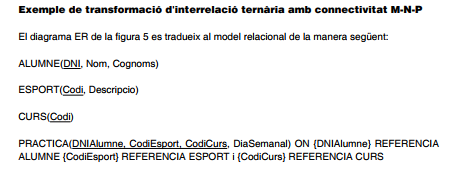 Exemple de transformació d'interrelació ternària amb connectivitat M-N-P
El diagrama ER de la figura 5 es tradueix al model relacional de la manera següent:
ALUMNE(DNI, Nom, Cognoms)
ESPORT(Codi, Descripcio)
CURS(Codi)
PRACTICA(DNIAlumne, CodiEsport, CodiCurs, DiaSemanal) ON {DNIAlumne} REFERENCIA
ALUMNE {CodiEsport} REFERENCIA ESPORT i {CodiCurs} REFERENCIA CURS